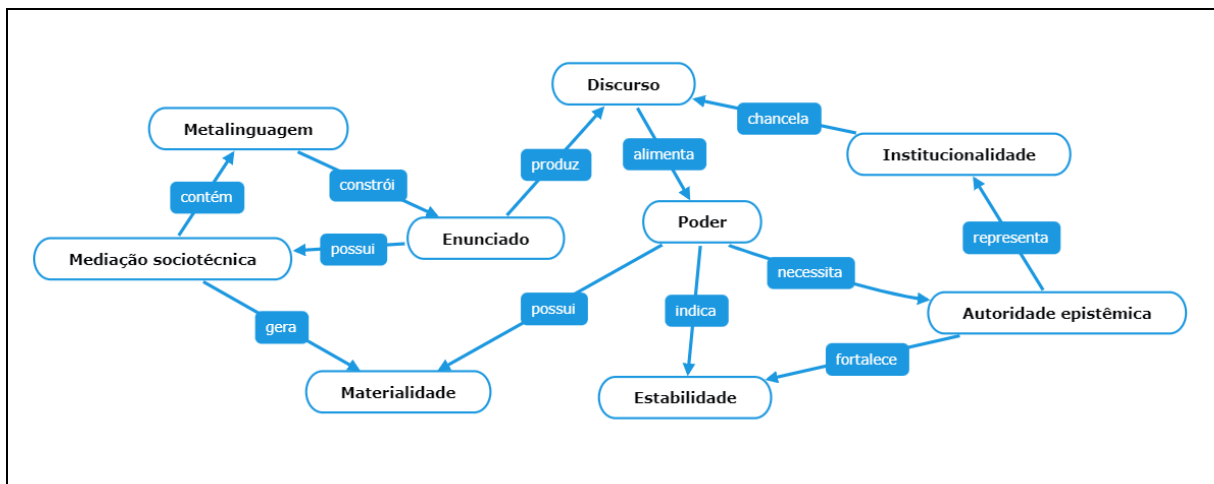 Discurso
chancela
Metalinguagem
Institucionalidade
produz
alimenta
constrói
contém
Poder
Enunciado
representa
possui
Mediação sociotécnica
necessita
possui
indica
Autoridade epistêmica
gera
fortalece
Materialidade
Estabilidade